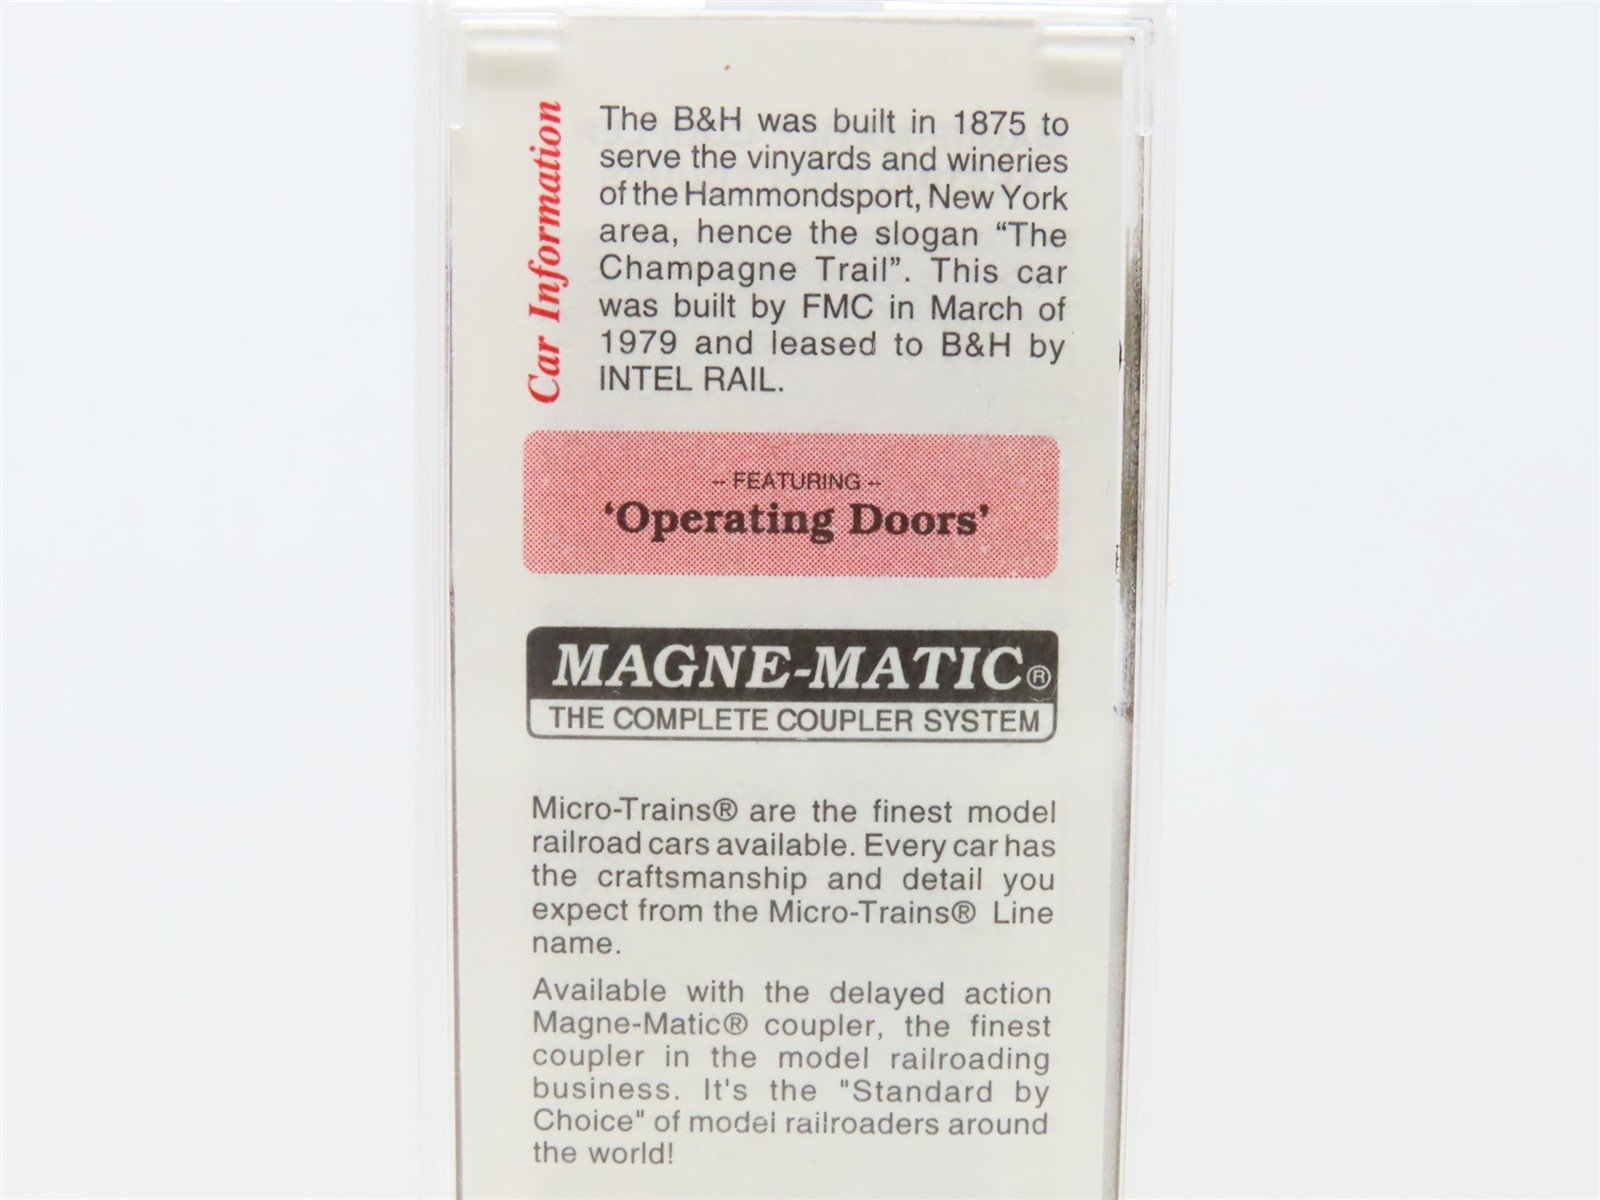 Car Information
The B&H was built in 1875 to
serve the vinyards and wineries
of the Hammondsport, New York
area, hence the slogan “The
Champagne Trail”. This car
was built by FMC in March of
1979 and leased to B&H by
INTEL RAIL.
-- FEATURING --
‘Operating Doors’
MAGNE-MATIC®
THE COMPLETE COUPLER SYSTEM
Micro-Trains® are the finest model
railroad cars available. Every car has
the craftsmanship and detail you
expect from the Micro-Trains® Line
name.
Available with the delayed action
Magne-Matic® coupler, the finest
coupler in the model railroading
business. It's the "Standard by
Choice" of model railroaders around
the world!